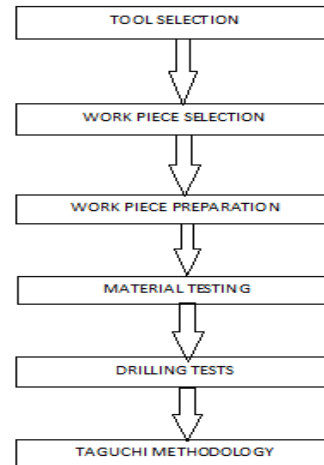 TOOL SELECTION
WORK PIECE SELECTION
WORK PIECE PREPARATION
MATERIAL TESTING
DRILLING TESTS
TAGUCHI METHODOLOGY